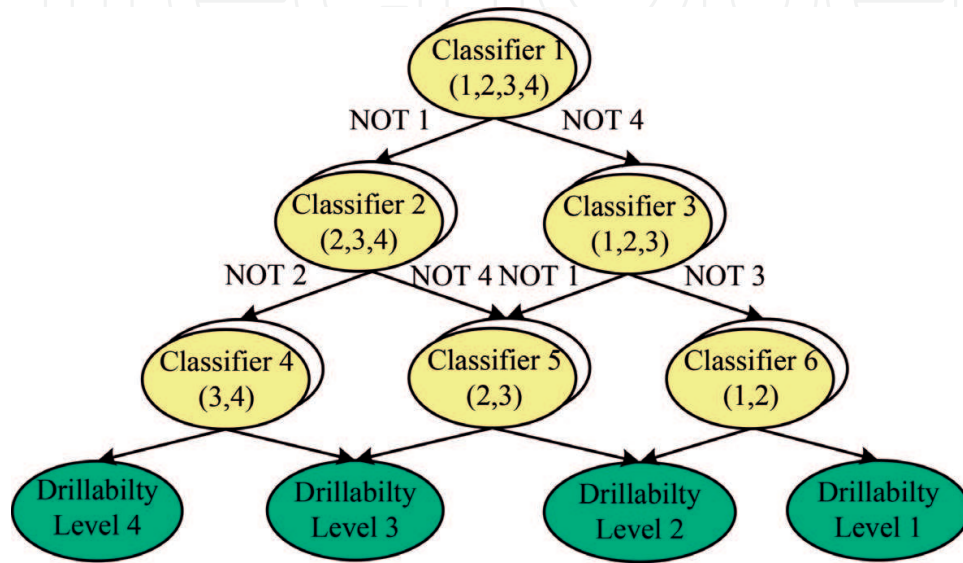 Classifier 1
(1,2,3,4)
NOT 1
NOT 4
Classifier 2
(2,3,4)
Classifier 3
(1,2,3)
NOT 2
NOT 4
NOT 1
NOT 3
Classifier 4
(3,4)
Classifier 5
(2,3)
Classifier 6
(1,2)
Drillabilty
Level 4
Drillabilty
Level 3
Drillabilty
Level 2
Drillabilty
Level 1